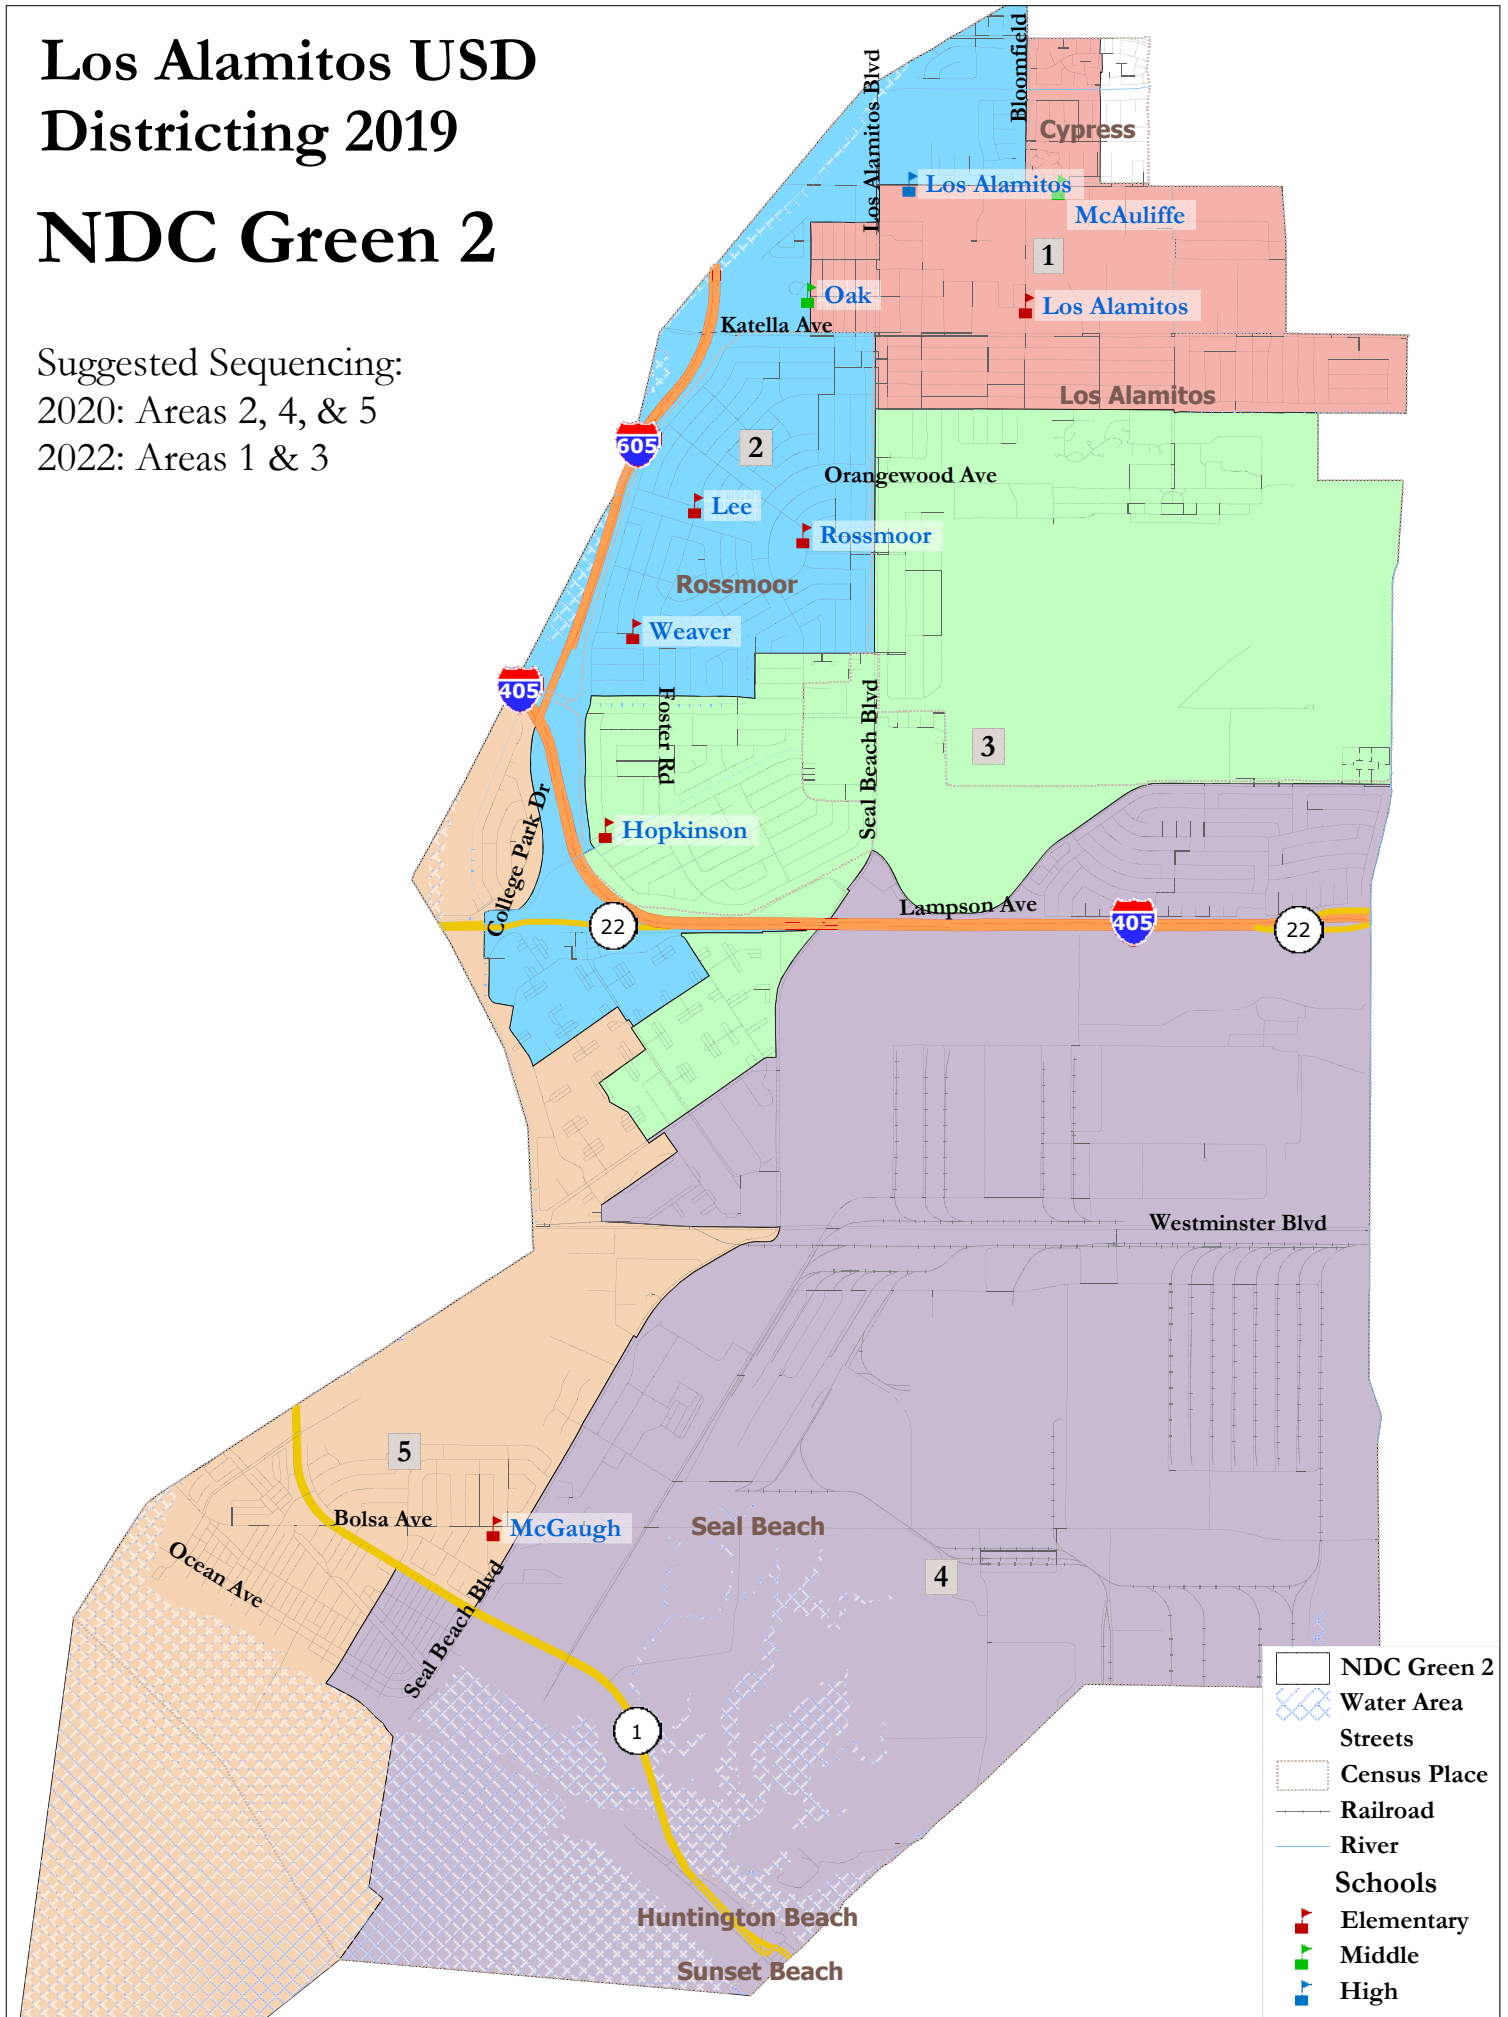 Los Alamitos USD
Districting 2019
NDC Green 2
Suggested Sequencing:
2020: Areas 2, 4, & 5
2022: Areas 1 & 3
Bloomfield
Los Alamitos Blvd
Cypress
Los Alamitos
McAuliffe
1
Oak
Los Alamitos
Katella Ave
Los Alamitos
605
2
Orangewood Ave
Lee
Rossmoor
Rossmoor
Weaver
405
Foster Rd
Seal Beach Blvd
3
College Park Dr
Hopkinson
Lampson Ave
22
405
22
Westminster Blvd
5
Bolsa Ave
McGaugh
Seal Beach
Ocean Ave
4
Seal Beach Blvd
1
Huntington Beach
Sunset Beach
NDC Green 2
Water Area
Streets
Census Place
Railroad
River
Schools
Elementary
Middle
High